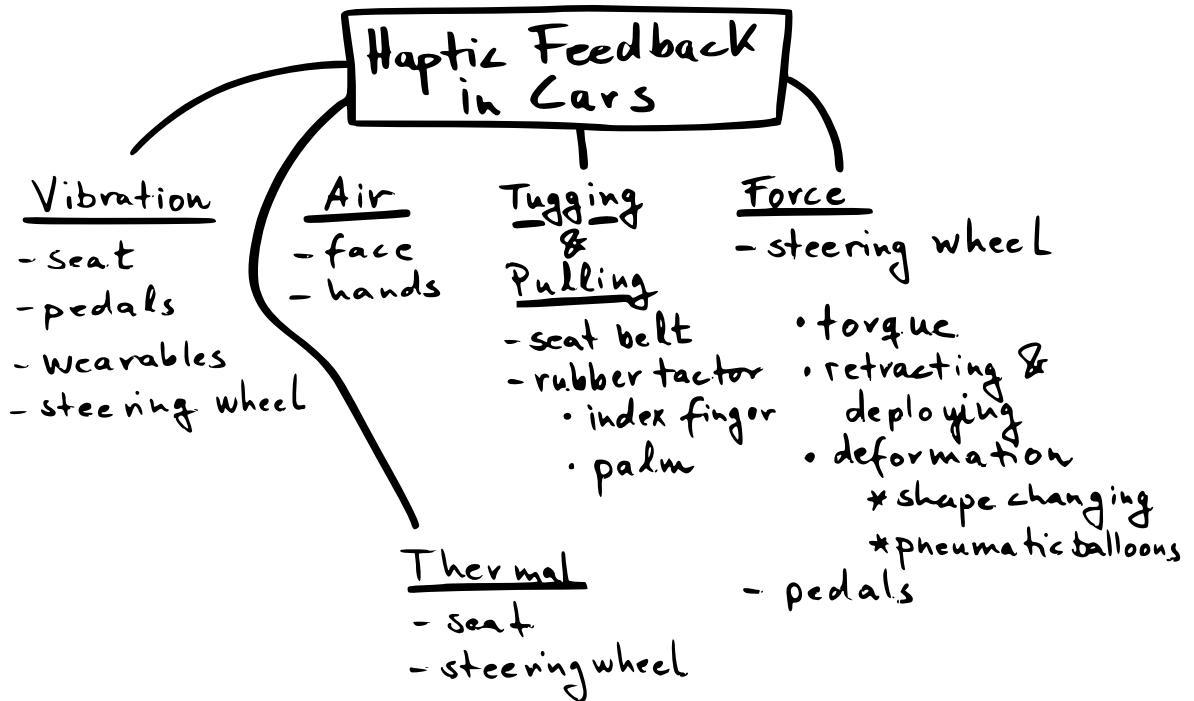 Haptic Feedback
in Cars
Vibration
- seat
- pedals
- wearables
- steering wheel
Air
- face
- hands
Tugging
&
Pulling
- seat belt
- rubber tactor
• index finger
• palm
Force
- steering wheel
• torque
• retracting &
deploying
• deformation
* shape changing
* pneumatic balloons
- pedals
Thermal
- seat
- steering wheel